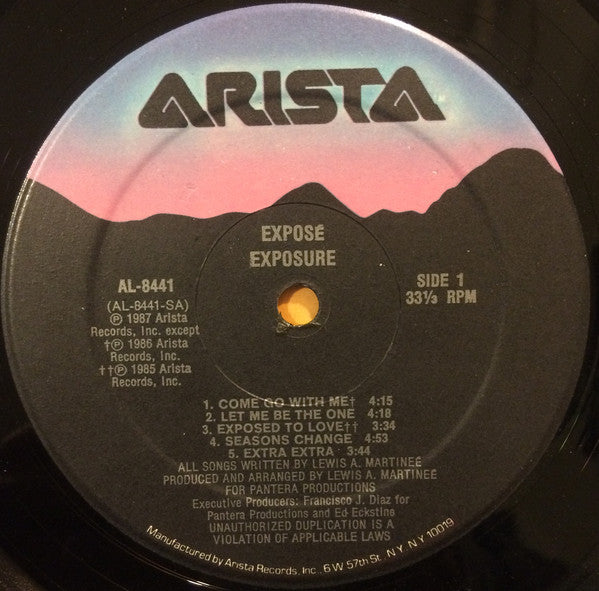 ARISTA
EXPOSÉ
EXPOSURE
AL-8441
(AL-8441-SA)
℗ 1987 Arista
Records, Inc. except
†℗ 1986 Arista
Records, Inc.
††℗ 1985 Arista
Records, Inc.
SIDE 1
33⅓ RPM
1. COME GO WITH ME† 4:15
2. LET ME BE THE ONE 4:18
3. EXPOSED TO LOVE†† 3:34
4. SEASONS CHANGE 4:53
5. EXTRA EXTRA 3:44
ALL SONGS WRITTEN BY LEWIS A. MARTINEÉ
PRODUCED AND ARRANGED BY LEWIS A. MARTINEÉ
FOR PANTERA PRODUCTIONS
Executive Producers: Francisco J. Diaz for
Pantera Productions and Ed Eckstine
UNAUTHORIZED DUPLICATION IS A
VIOLATION OF APPLICABLE LAWS
Manufactured by Arista Records, Inc., 6 W 57th St. N.Y. N.Y 10019